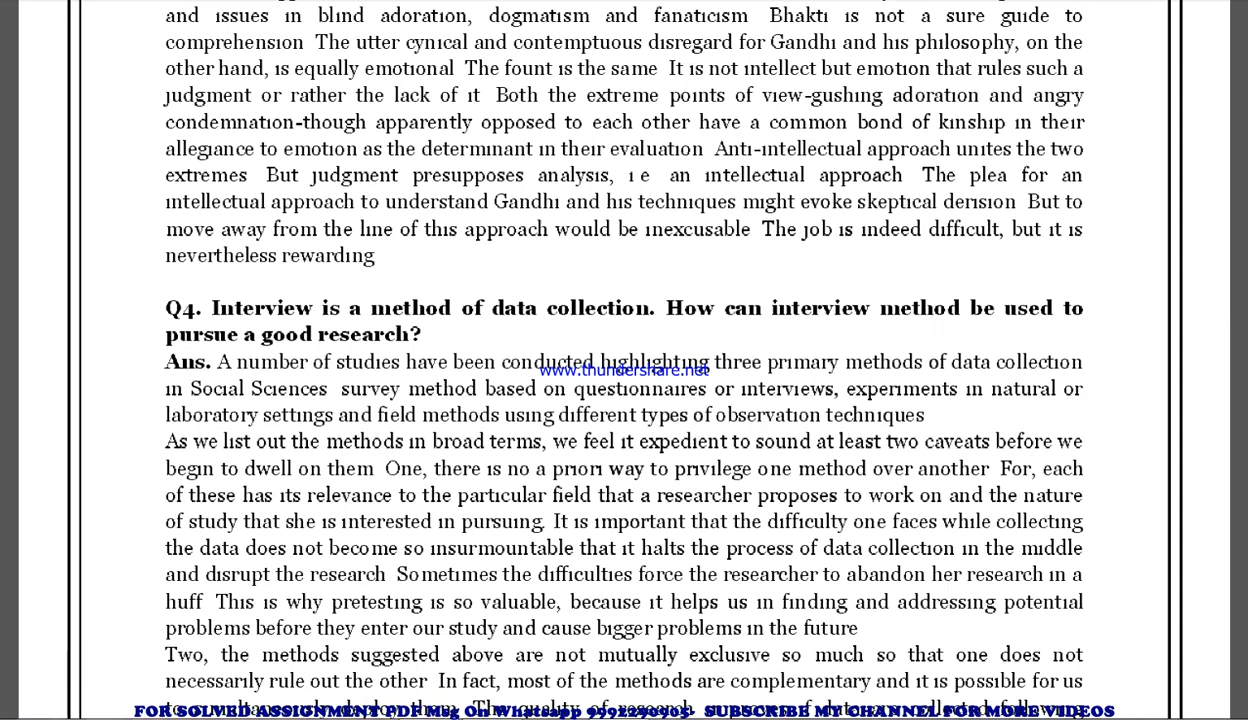 and issues in blind adoration, dogmatism and fanaticism Bhakti is not a sure guide to
comprehension The utter cynical and contemptuous disregard for Gandhi and his philosophy, on the
other hand, is equally emotional The fount is the same It is not intellect but emotion that rules such a
judgment or rather the lack of it Both the extreme points of view-gushing adoration and angry
condemnation-though apparently opposed to each other have a common bond of kinship in their
allegiance to emotion as the determinant in their evaluation Anti-intellectual approach unites the two
extremes But judgment presupposes analysis, i e an intellectual approach The plea for an
intellectual approach to understand Gandhi and his techniques might evoke skeptical derision But to
move away from the line of this approach would be inexcusable The job is indeed difficult, but it is
nevertheless rewarding
Q4. Interview is a method of data collection. How can interview method be used to
pursue a good research?
Ans. A number of studies have been conducted highlighting three primary methods of data collection
www.thundershare.net
in Social Sciences survey method based on questionnaires or interviews, experiments in natural or
laboratory settings and field methods using different types of observation techniques
As we list out the methods in broad terms, we feel it expedient to sound at least two caveats before we
begin to dwell on them One, there is no a priori way to privilege one method over another For, each
of these has its relevance to the particular field that a researcher proposes to work on and the nature
of study that she is interested in pursuing. It is important that the difficulty one faces while collecting
the data does not become so insurmountable that it halts the process of data collection in the middle
and disrupt the research Sometimes the difficulties force the researcher to abandon her research in a
huff This is why pretesting is so valuable, because it helps us in finding and addressing potential
problems before they enter our study and cause bigger problems in the future
Two, the methods suggested above are not mutually exclusive so much so that one does not
necessarily rule out the other In fact, most of the methods are complementary and it is possible for us
FOR SOLVED ASSIGNMENT PDF Msg On Whatsapp 9992290905. SUBSCRIBE MY CHANNEL FOR MORE VIDEOS